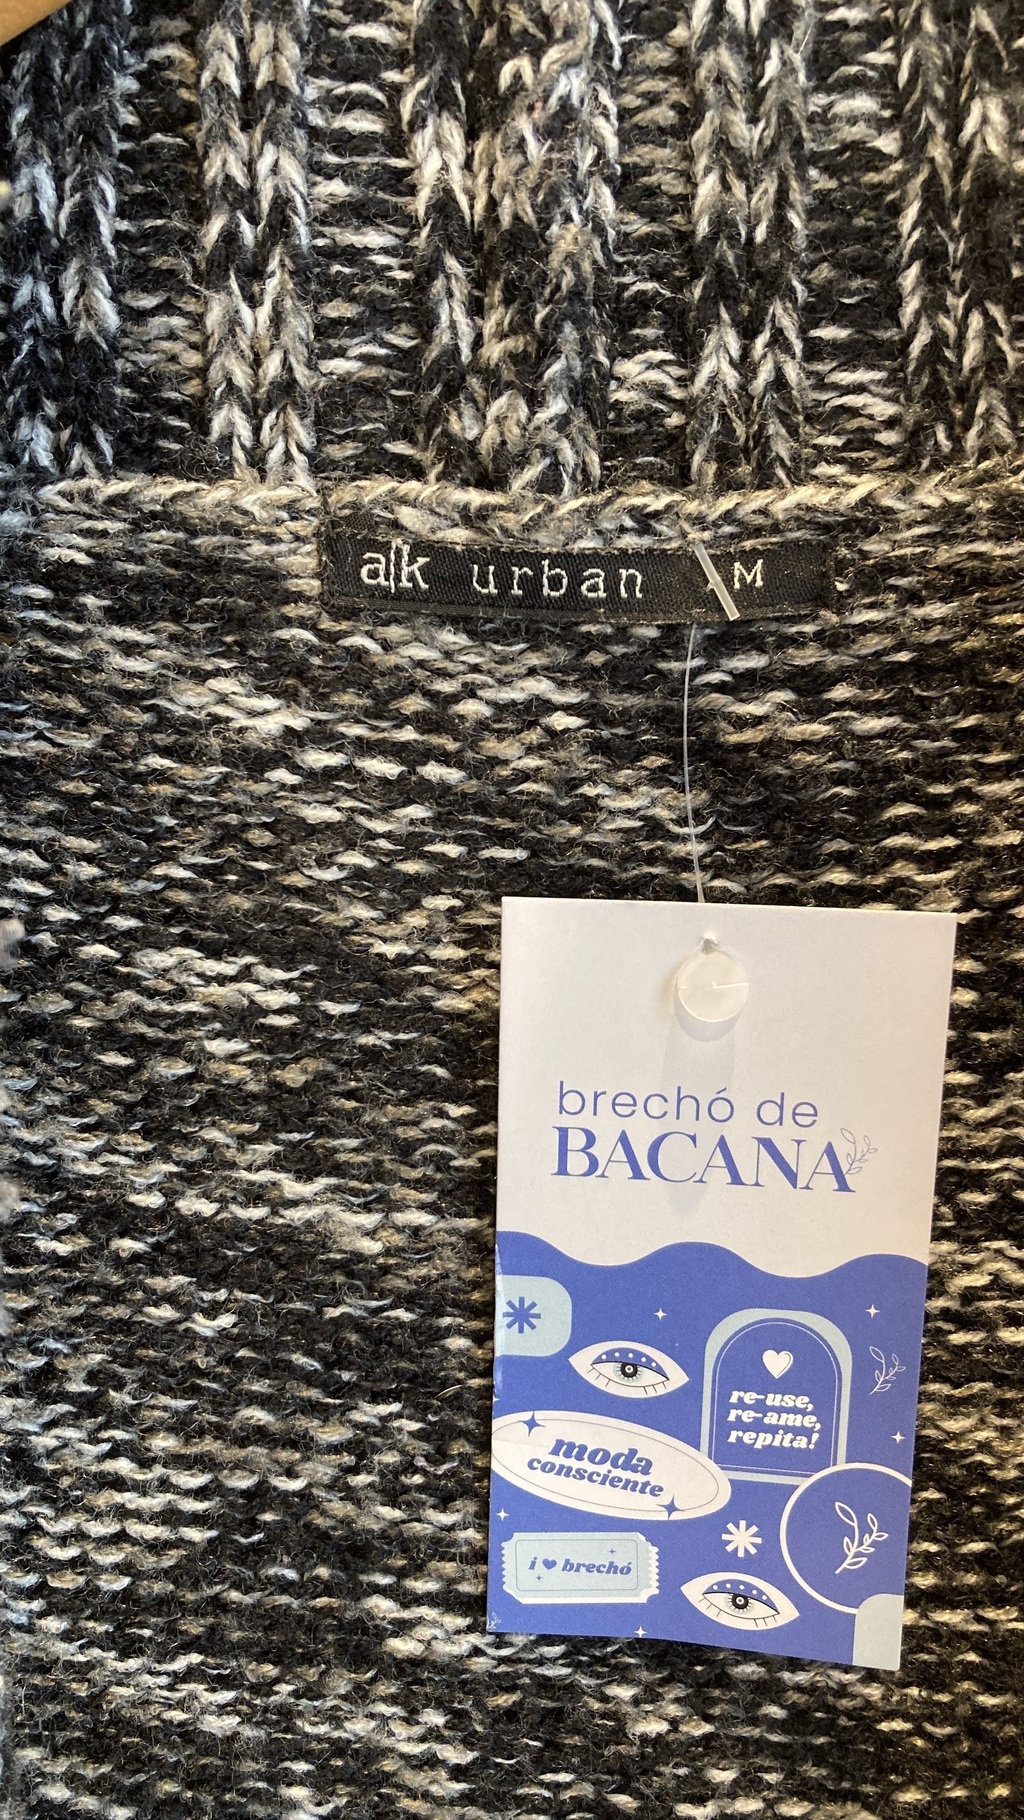 a|k urban M
brechó de
BACANA
re-use,
re-ame,
repita!
moda
consciente
i ♥ brechó